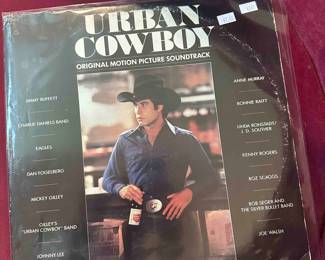 URBAN
COWBOY
ORIGINAL MOTION PICTURE SOUNDTRACK
JIMMY BUFFETT
CHARLIE DANIELS BAND
EAGLES
DAN FOGELBERG
MICKEY GILLEY
GILLEY'S
"URBAN COWBOY" BAND
JOHNNY LEE
ANNE MURRAY
BONNIE RAITT
LINDA RONSTADT/
J. D. SOUTHER
KENNY ROGERS
BOZ SCAGGS
BOB SEGER AND
THE SILVER BULLET BAND
JOE WALSH